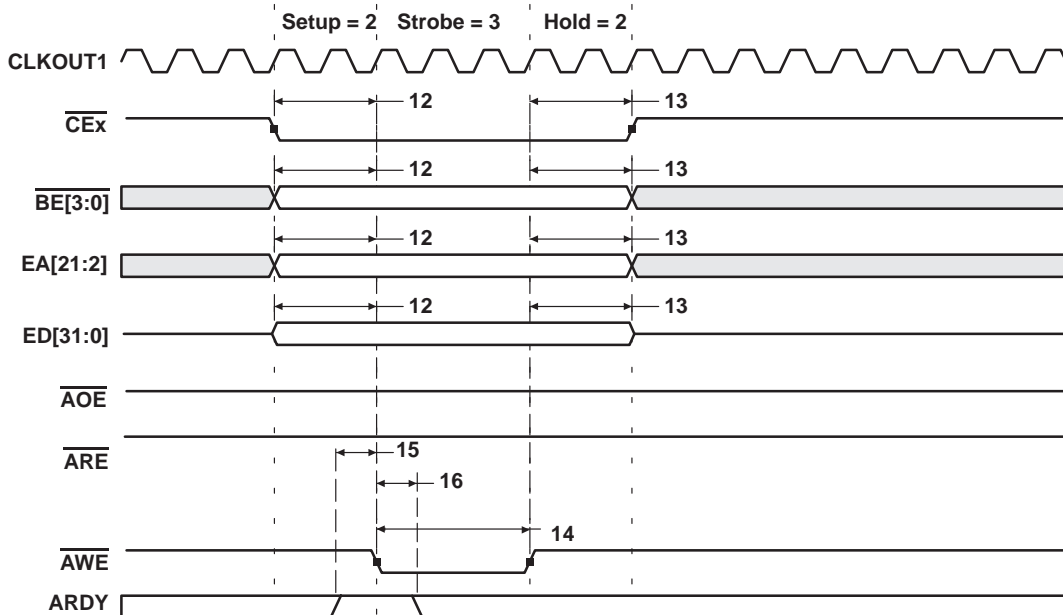 Setup = 2 Strobe = 3 Hold = 2
CLKOUT1
12 13
CEx
12 13
BE[3:0]
12 13
EA[21:2]
12 13
ED[31:0]
AOE
15
ARE
16
14
AWE
ARDY